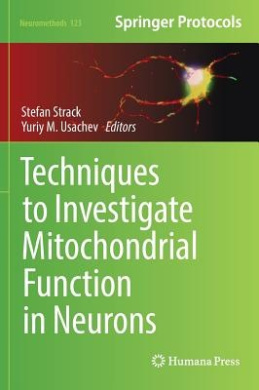 Neuromethods 123
Springer Protocols
Stefan Strack
Yuriy M. Usachev Editors
Techniques
to Investigate
Mitochondrial
Function
in Neurons
Humana Press